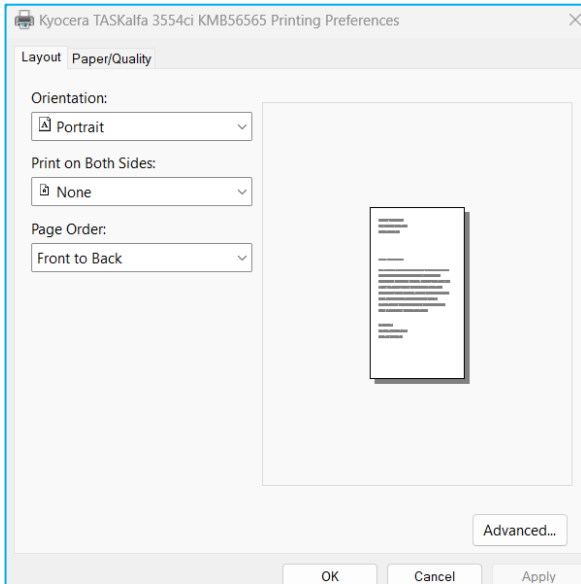 Kyocera TASKalfa 3554ci KMB56565 Printing Preferences
Layout Paper/Quality
Orientation:
Portrait
Print on Both Sides:
None
Page Order:
Front to Back
Advanced...
OK Cancel Apply